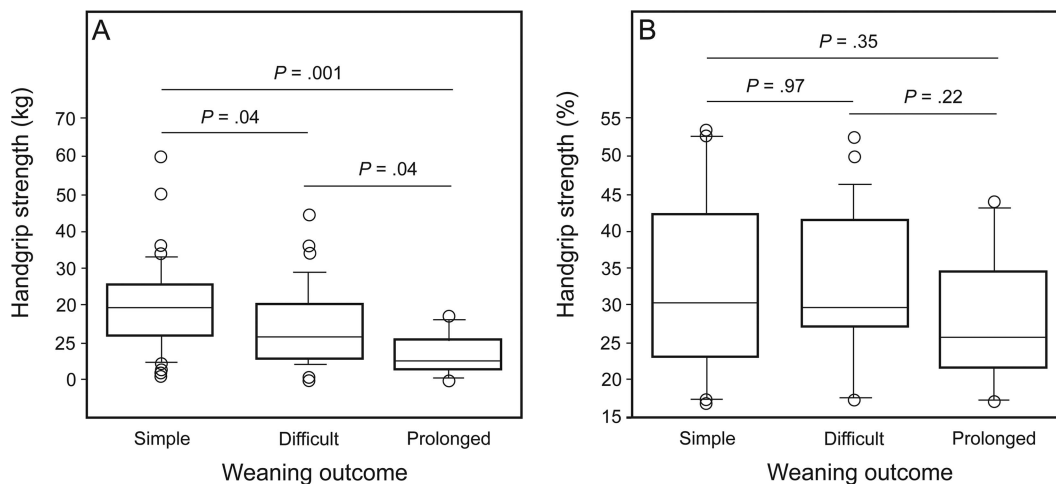 A
P = .001
P = .04
P = .04
Handgrip strength (kg)
70
60
50
40
30
20
25
0
Simple
Difficult
Prolonged
Weaning outcome
B
P = .35
P = .97
P = .22
Handgrip strength (%)
55
50
45
40
35
30
25
20
15
Simple
Difficult
Prolonged
Weaning outcome